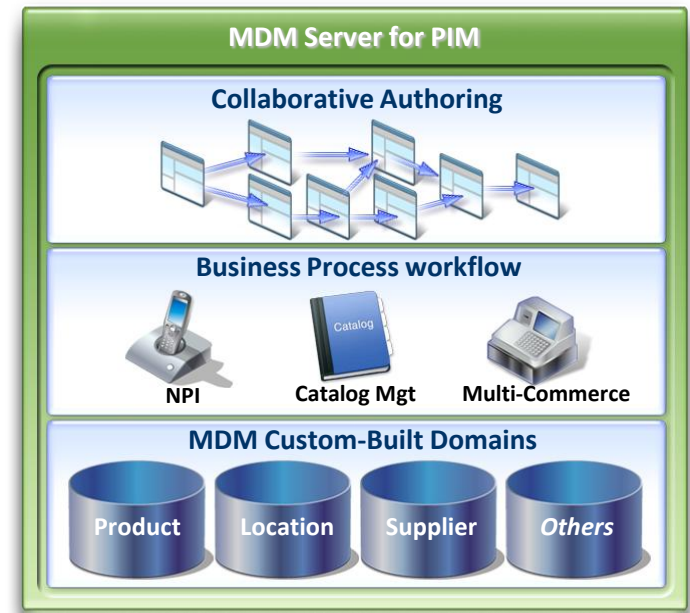 MDM Server for PIM
Collaborative Authoring
Business Process workflow
Catalog
NPI
Catalog Mgt
Multi-Commerce
MDM Custom-Built Domains
Product
Location
Supplier
Others